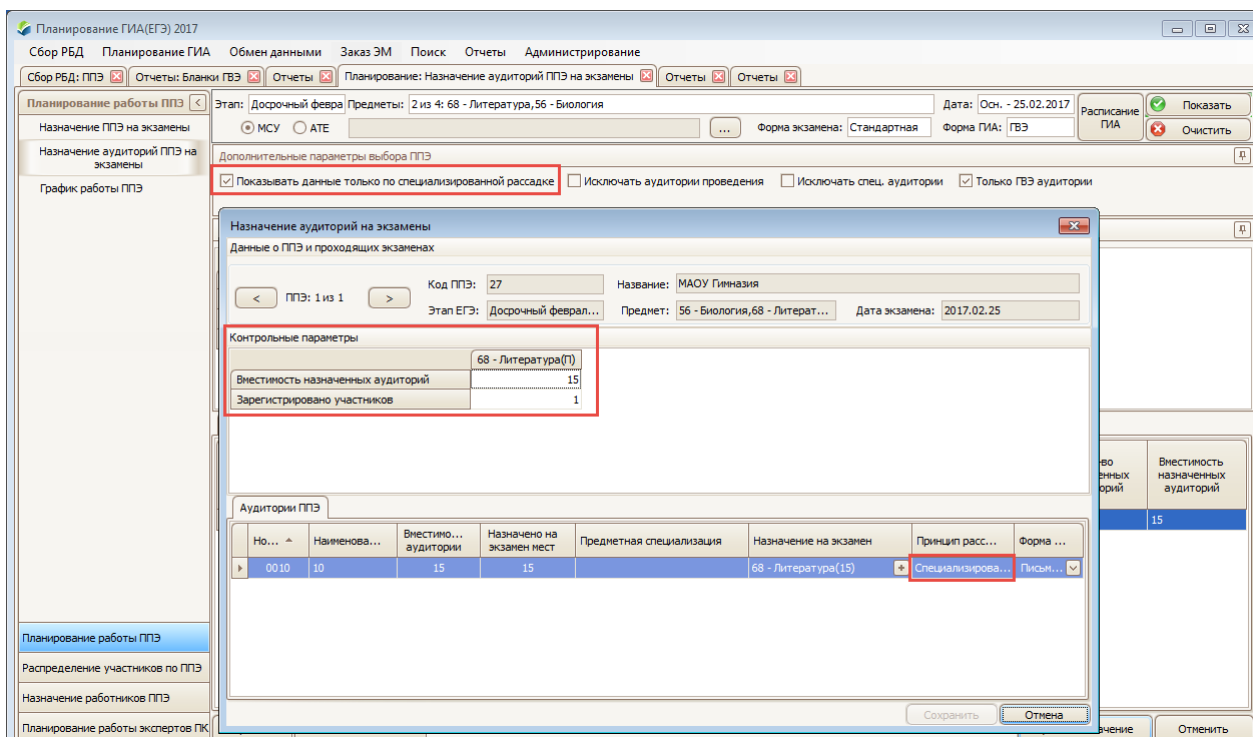 Планирование ГИА(ЕГЭ) 2017
Сбор РБД Планирование ГИА Обмен данными Заказ ЭМ Поиск Отчеты Администрирование
Сбор РБД: ППЭ Отчеты: Бланки ГВЭ Отчеты Планирование: Назначение аудиторий ППЭ на экзамены Отчеты Отчеты
Планирование работы ППЭ <
Назначение ППЭ на экзамены
Назначение аудиторий ППЭ на
экзамены
График работы ППЭ
Этап: Досрочный февра Предметы: 2 из 4: 68 - Литература,56 - Биология Дата: Осн. - 25.02.2017
МСУ АТЕ ... Форма экзамена: Стандартная Форма ГИА: ГВЭ
Расписание
ГИА
Показать
Очистить
Дополнительные параметры выбора ППЭ
Показывать данные только по специализированной рассадке Исключать аудитории проведения Исключать спец. аудитории Только ГВЭ аудитории
Назначение аудиторий на экзамены
Данные о ППЭ и проходящих экзаменах
< ППЭ: 1 из 1 >
Код ППЭ: 27 Название: МАОУ Гимназия
Этап ЕГЭ: Досрочный феврал... Предмет: 56 - Биология,68 - Литерат... Дата экзамена: 2017.02.25
Контрольные параметры
68 - Литература(П)
Вместимость назначенных аудиторий 15
Зарегистрировано участников 1
Аудитории ППЭ
Но... Наименова... Вместимо...
аудитории Назначено на
экзамен мест Предметная специализация Назначение на экзамен Принцип расс... Форма ...
0010 10 15 15 68 - Литература(15) + Специализирова... Письм...
Сохранить Отмена
Вместимость
назначенных
аудиторий
15
Планирование работы ППЭ
Распределение участников по ППЭ
Назначение работников ППЭ
Планирование работы экспертов ПК
Отменить